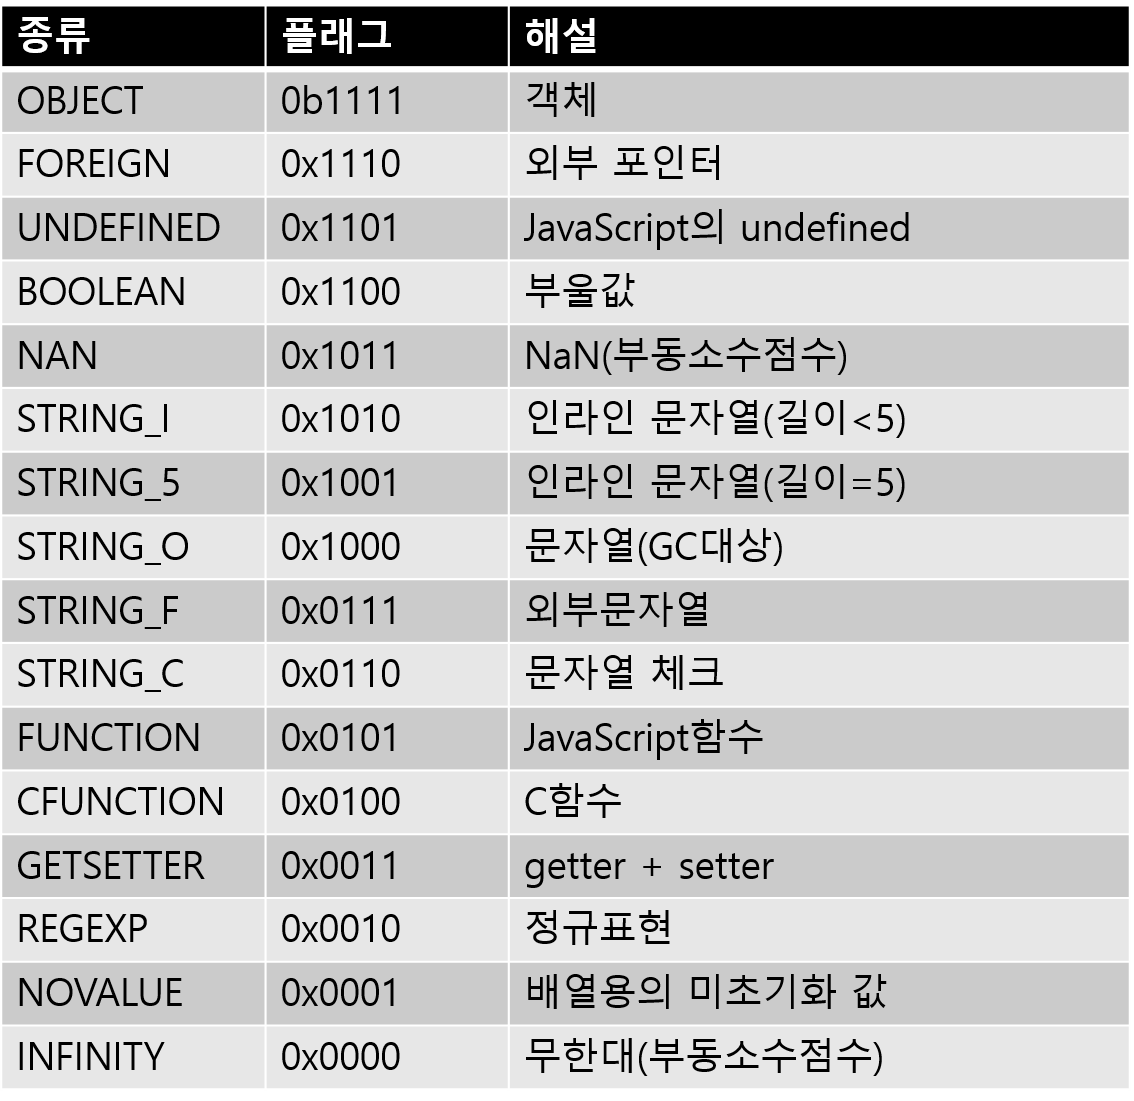 종류 플래그 해설
OBJECT 0b1111 객체
FOREIGN 0x1110 외부 포인터
UNDEFINED 0x1101 JavaScript의 undefined
BOOLEAN 0x1100 부울값
NAN 0x1011 NaN(부동소수점수)
STRING_I 0x1010 인라인 문자열(길이<5)
STRING_5 0x1001 인라인 문자열(길이=5)
STRING_O 0x1000 문자열(GC대상)
STRING_F 0x0111 외부문자열
STRING_C 0x0110 문자열 체크
FUNCTION 0x0101 JavaScript함수
CFUNCTION 0x0100 C함수
GETSETTER 0x0011 getter + setter
REGEXP 0x0010 정규표현
NOVALUE 0x0001 배열용의 미초기화 값
INFINITY 0x0000 무한대(부동소수점수)